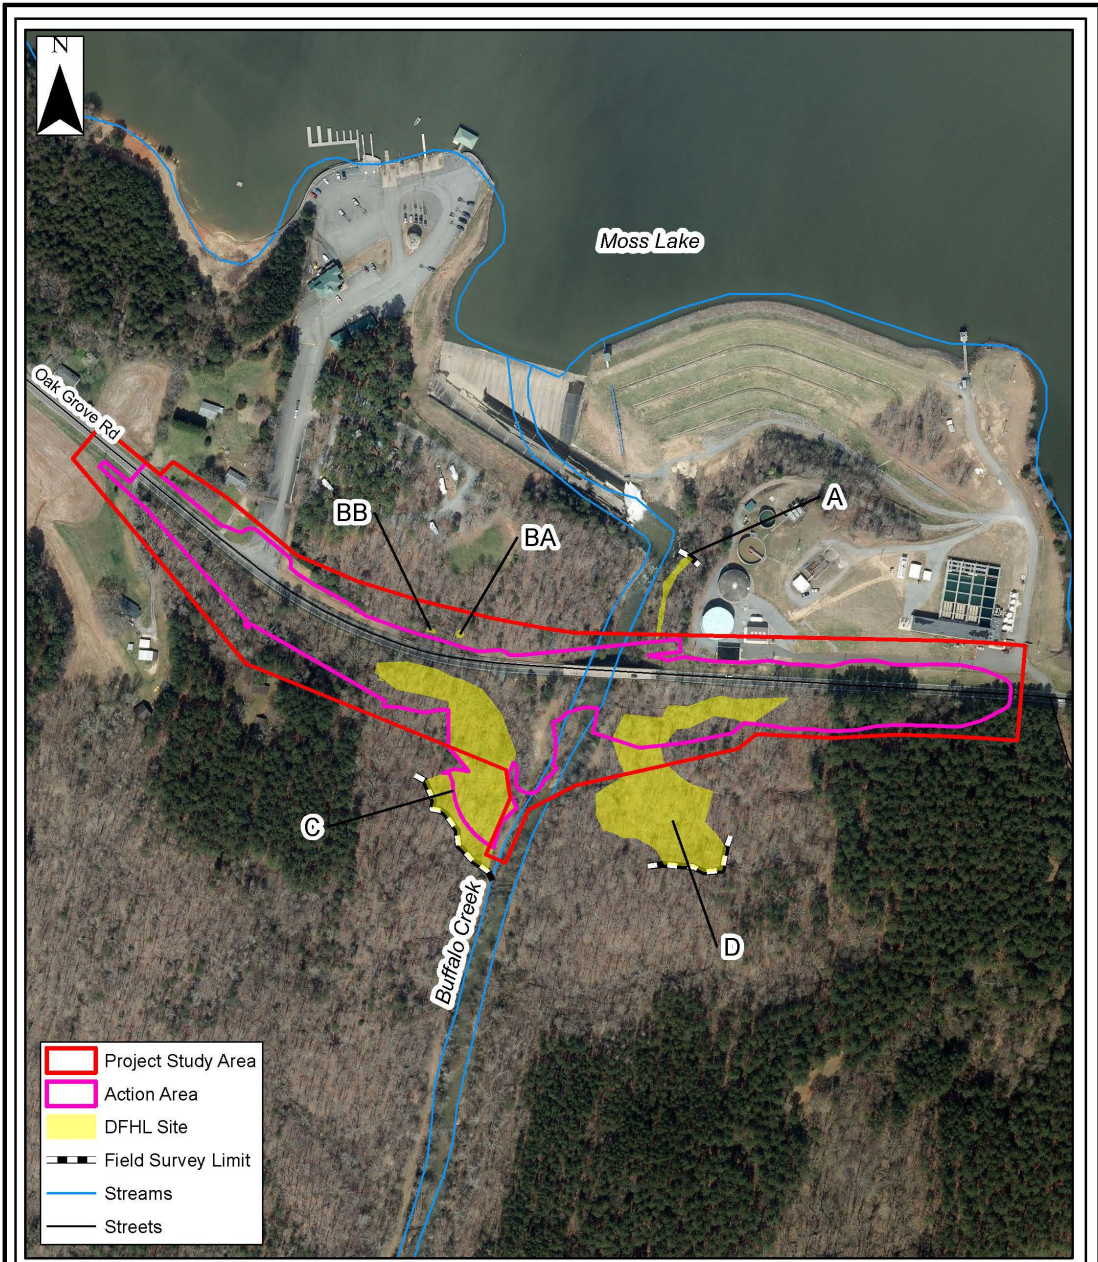 N
Moss Lake
Oak Grove Rd
A
BB
BA
C
Buffalo Creek
D
Project Study Area
Action Area
DFHL Site
Field Survey Limit
Streams
Streets